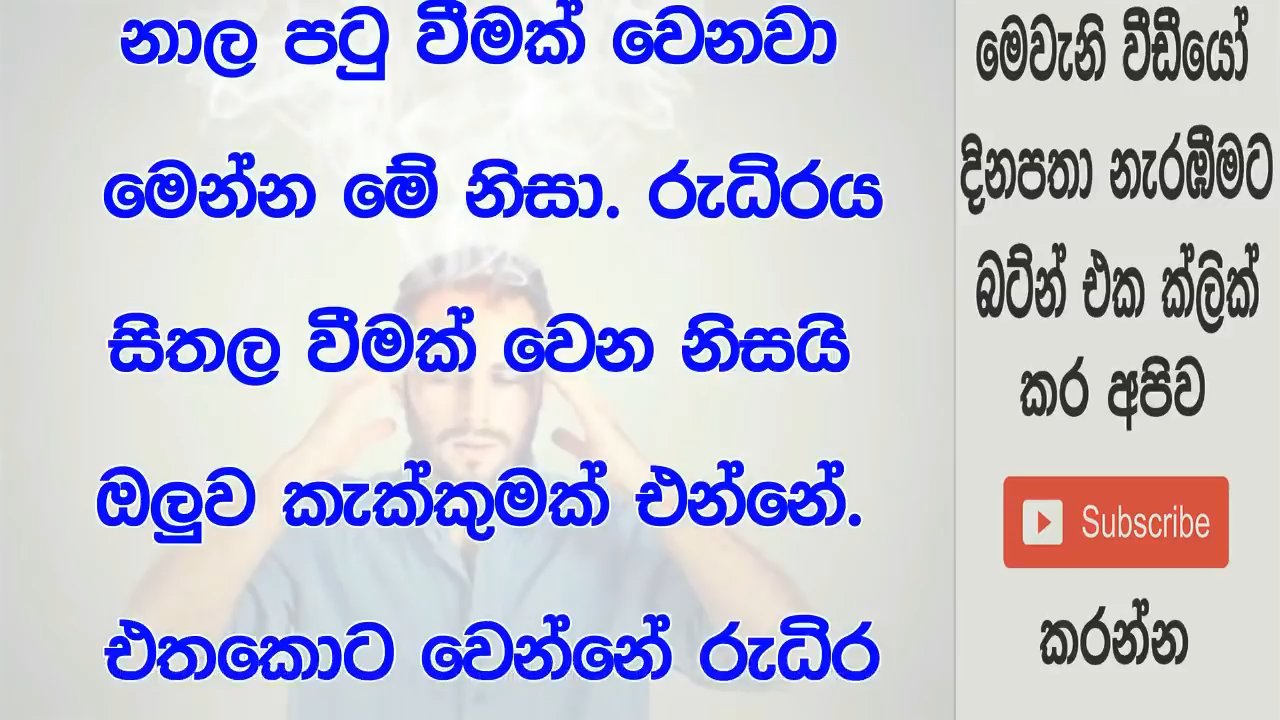 නාල පටු වීමක් වෙනවා
මෙන්න මේ නිසා. රුධිරය
සිතල වීමක් වෙන නිසයි
ඔලුව කැක්කුමක් එන්නේ.
එතකොට වෙන්නේ රුධිර
මෙවැනි වීඩීයෝ
දිනපතා නැරඹීමට
බටින් එක ක්ලික්
කර අපිව
Subscribe
කරන්න